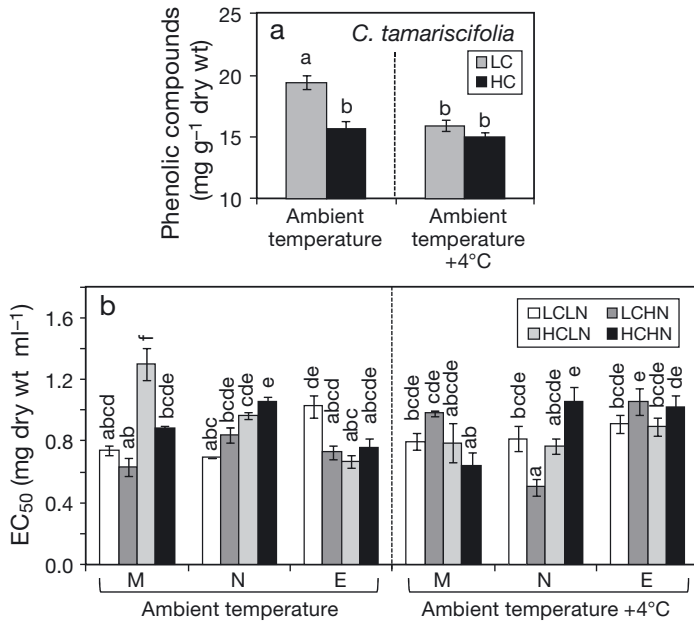 a
C. tamariscifolia
LC
HC
Phenolic compounds
(mg g⁻¹ dry wt)
25
20
15
10
a
b
b
b
Ambient
temperature
Ambient
temperature
+4°C
b
LCLN
LCHN
HCLN
HCHN
EC₅₀ (mg dry wt ml⁻¹)
1.6
1.2
0.8
0.4
0.0
abcd
ab
f
bcde
abc
bcde
cde
e
de
abcd
abc
abcde
bcde
cde
abcde
ab
bcde
a
abcde
e
bcde
e
bcde
de
M
N
E
M
N
E
Ambient temperature
Ambient temperature +4°C